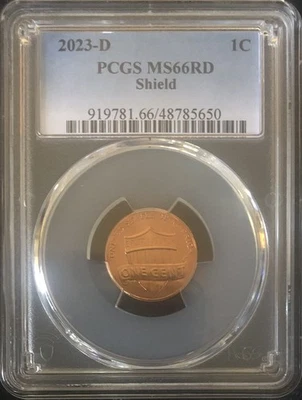 2023-D 1C
PCGS MS66RD
Shield
919781.66/48785650
ONE CENT